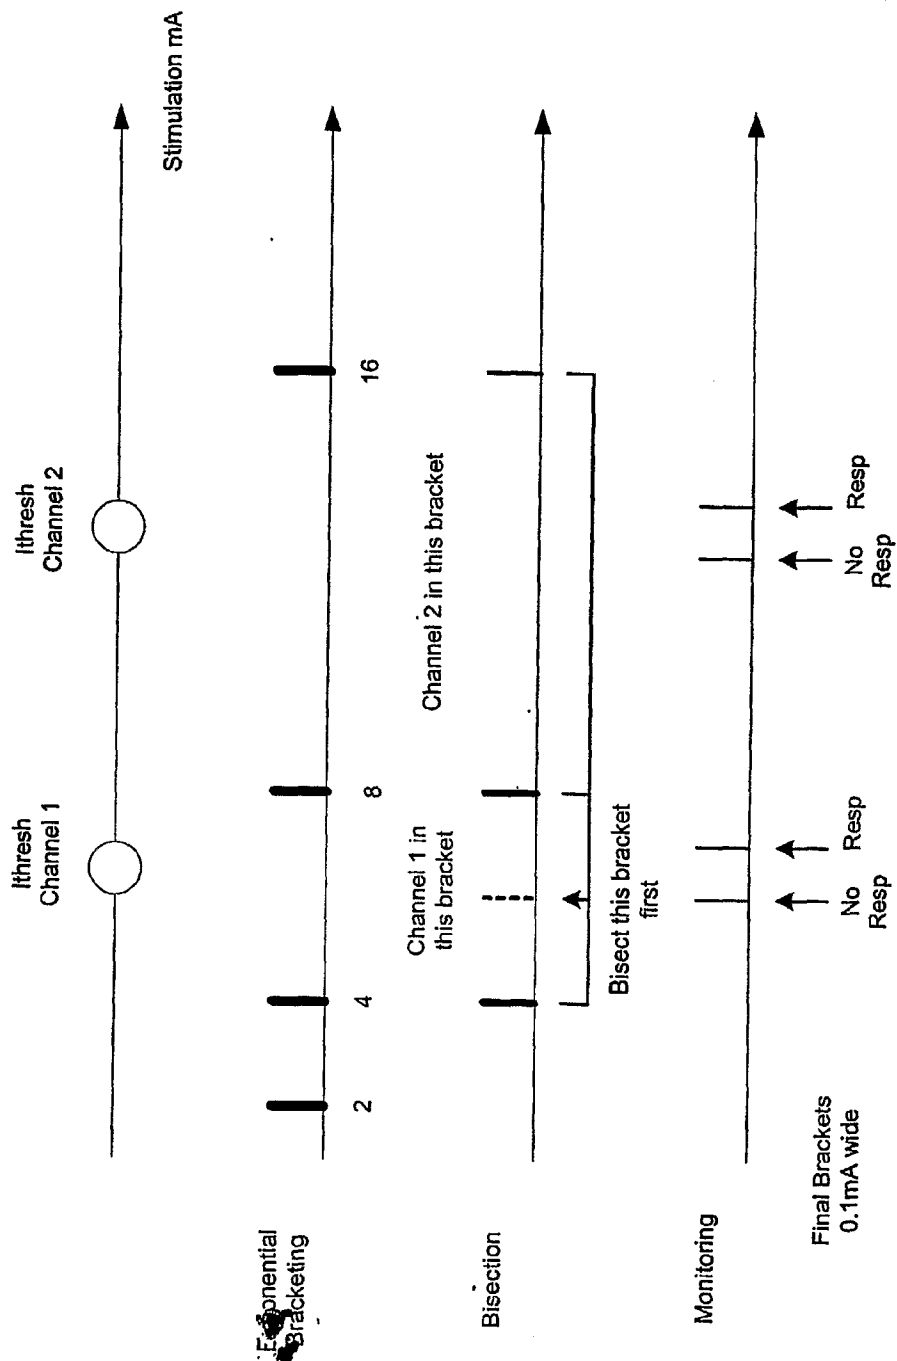 Ithresh
Channel 1
Ithresh
Channel 2
Stimulation mA
Exponential
Bracketing
2
4
8
16
Bisection
Channel 1 in
this bracket
Channel 2 in this bracket
Bisect this bracket
first
Monitoring
No
Resp
Resp
No
Resp
Resp
Final Brackets
0.1mA wide